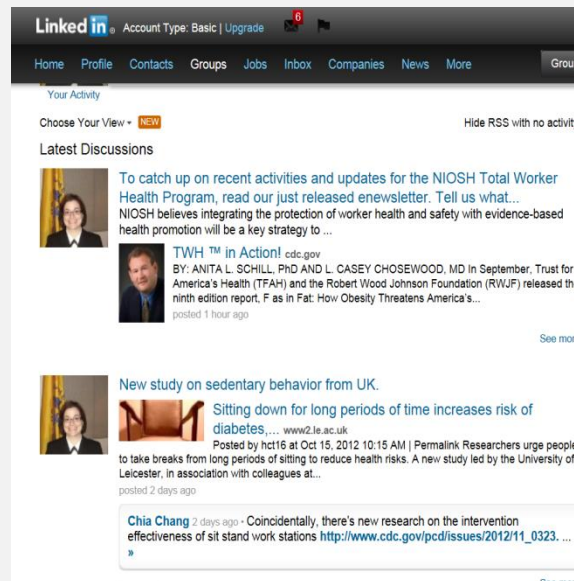 Linked in® Account Type: Basic | Upgrade 6
Home Profile Contacts Groups Jobs Inbox Companies News More Grou
Your Activity
Choose Your View NEW Hide RSS with no activit
Latest Discussions
To catch up on recent activities and updates for the NIOSH Total Worker
Health Program, read our just released enewsletter. Tell us what...
NIOSH believes integrating the protection of worker health and safety with evidence-based
health promotion will be a key strategy to ...
TWH ™ in Action! cdc.gov
BY: ANITA L. SCHILL, PhD AND L. CASEY CHOSEWOOD, MD In September, Trust for
America's Health (TFAH) and the Robert Wood Johnson Foundation (RWJF) released th
ninth edition report, F as in Fat: How Obesity Threatens America's...
posted 1 hour ago
See mor
New study on sedentary behavior from UK.
Sitting down for long periods of time increases risk of
diabetes,... www2.le.ac.uk
Posted by hct16 at Oct 15, 2012 10:15 AM | Permalink Researchers urge people
to take breaks from long periods of sitting to reduce health risks. A new study led by the University of
Leicester, in association with colleagues at...
posted 2 days ago
Chia Chang 2 days ago • Coincidentally, there's new research on the intervention
effectiveness of sit stand work stations http://www.cdc.gov/pcd/issues/2012/11_0323. ...
»